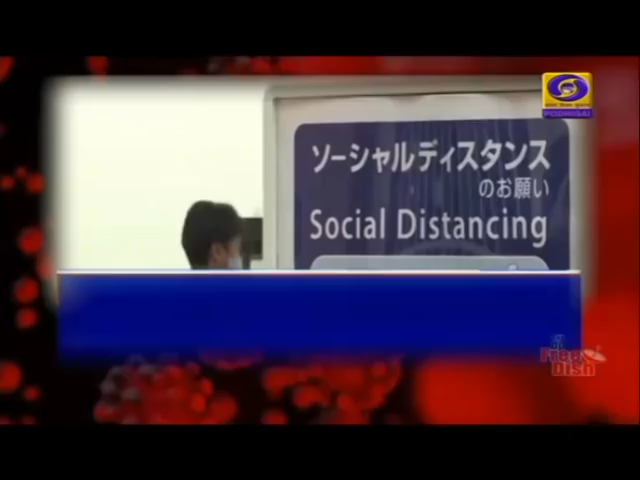 PODHIGAI
ソーシャルディスタンス
のお願い
Social Distancing
Free
Dish